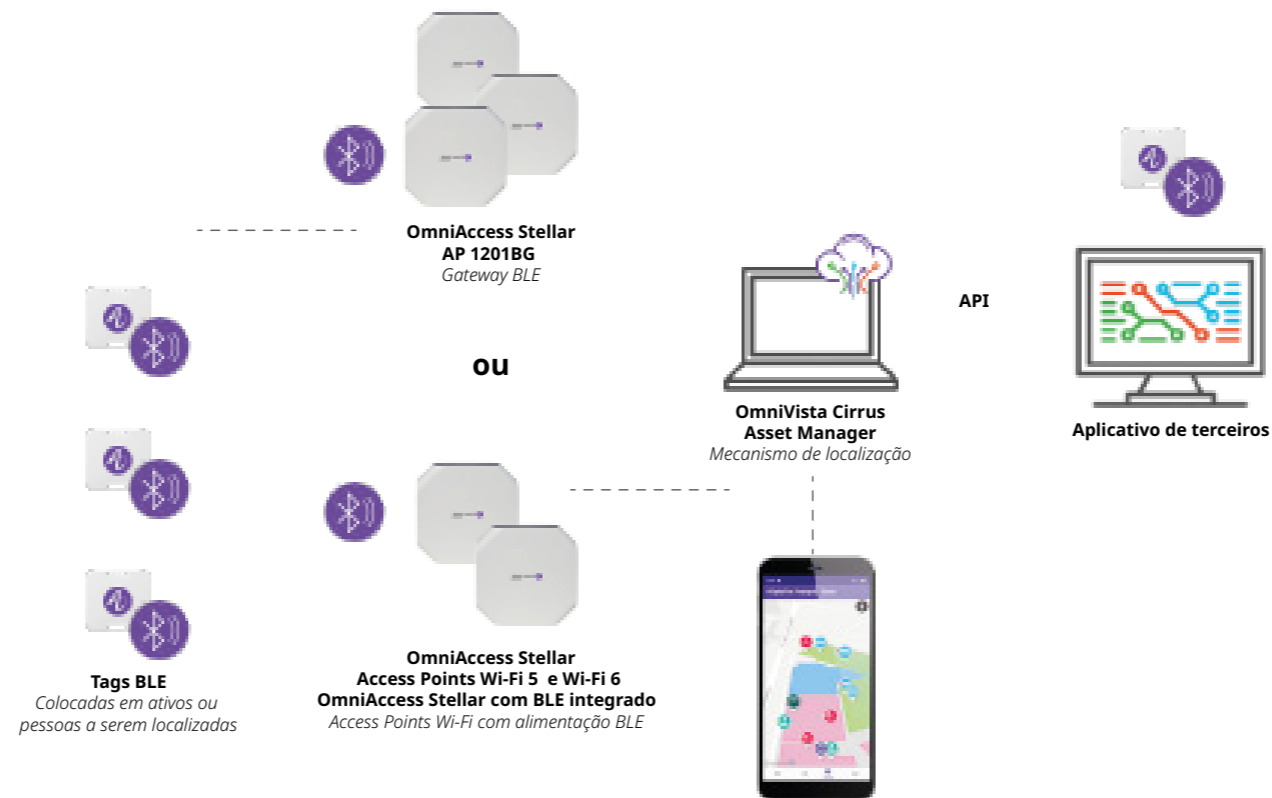 OmniAccess Stellar
AP 1201BG
Gateway BLE
ou
API
OmniVista Cirrus
Asset Manager
Mecanismo de localização
Aplicativo de terceiros
Tags BLE
Colocadas em ativos ou
pessoas a serem localizadas
OmniAccess Stellar
Access Points Wi-Fi 5 e Wi-Fi 6
OmniAccess Stellar com BLE integrado
Access Points Wi-Fi com alimentação BLE